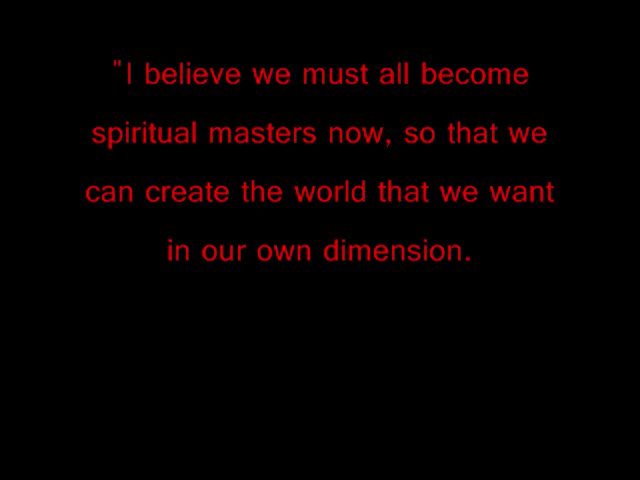 "I believe we must all become
spiritual masters now, so that we
can create the world that we want
in our own dimension.